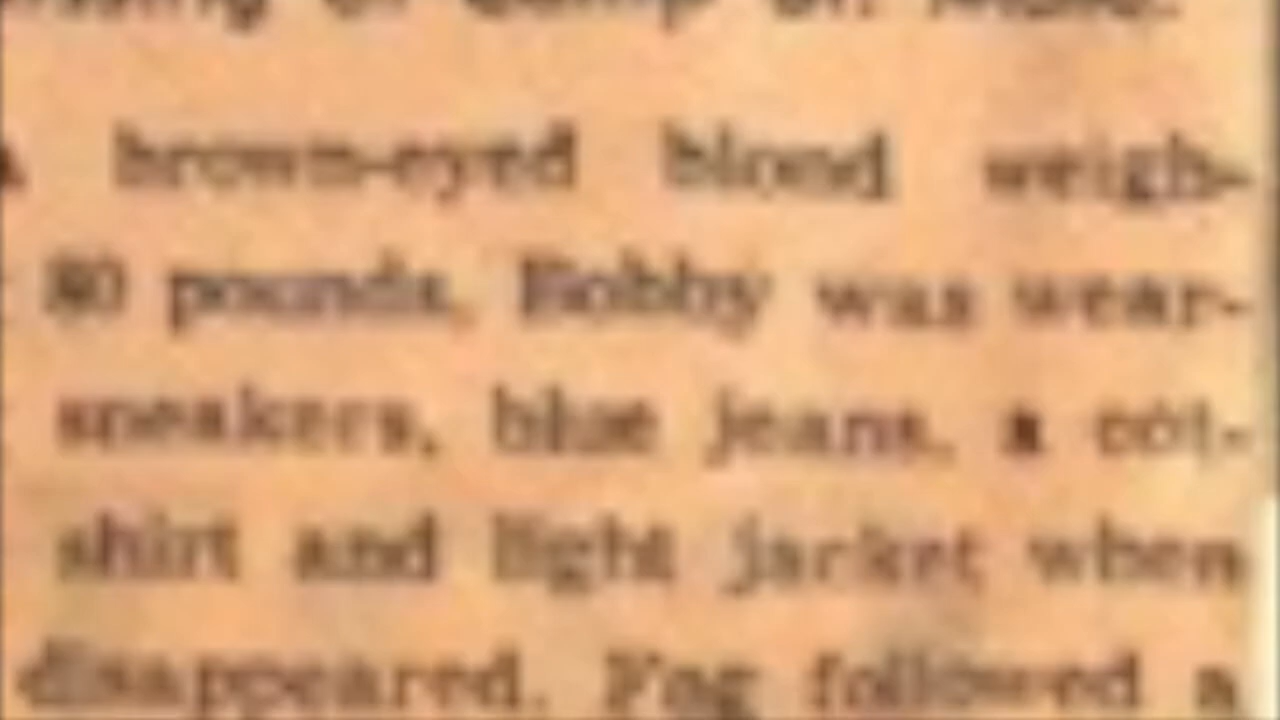 brown-eyed blond weigh-
80 pounds, Bobby was wear-
sneakers, blue jeans, a cot-
shirt and light jacket when
disappeared. Fog followed a